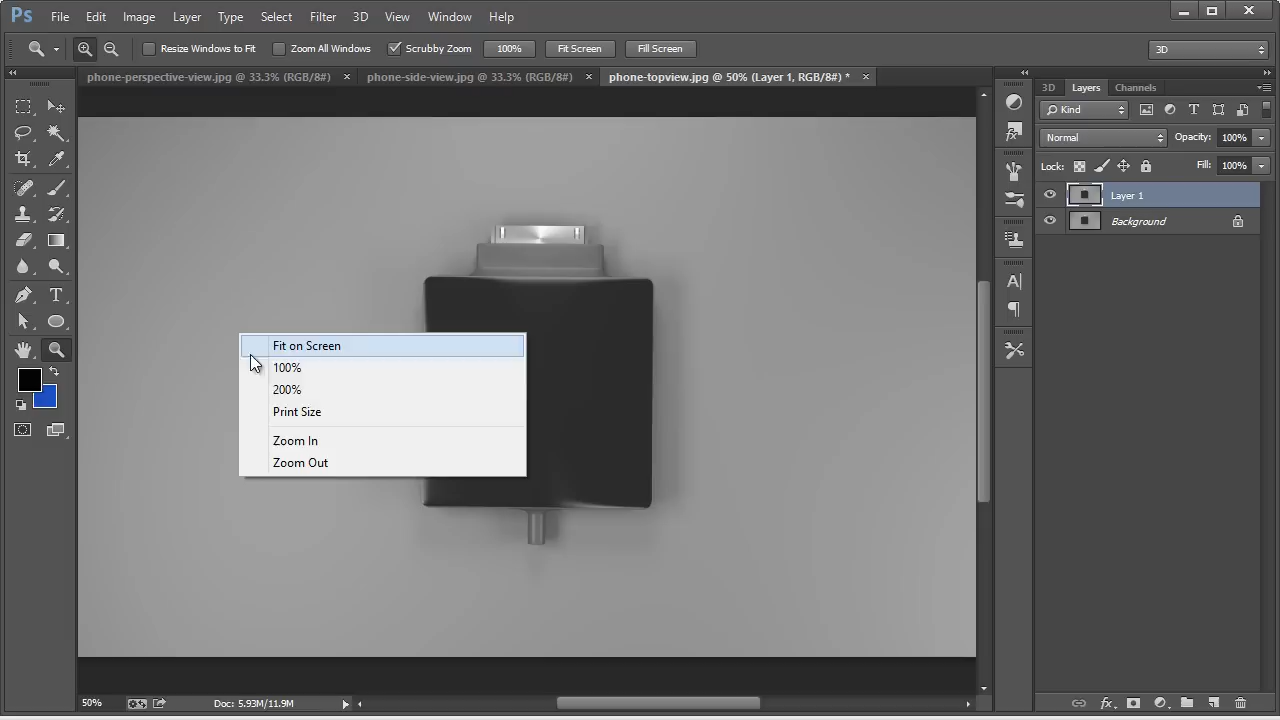 Ps File Edit Image Layer Type Select Filter 3D View Window Help
Resize Windows to Fit Zoom All Windows Scrubby Zoom 100% Fit Screen Fill Screen 3D
phone-perspective-view.jpg @ 33.3% (RGB/8#) × phone-side-view.jpg @ 33.3% (RGB/8#) × phone-topview.jpg @ 50% (Layer 1, RGB/8#) * ×
3D Layers Channels
Kind
Normal Opacity: 100%
Lock: Fill: 100%
Layer 1
Background
Fit on Screen
100%
200%
Print Size
Zoom In
Zoom Out
50% Doc: 5.93M/11.9M